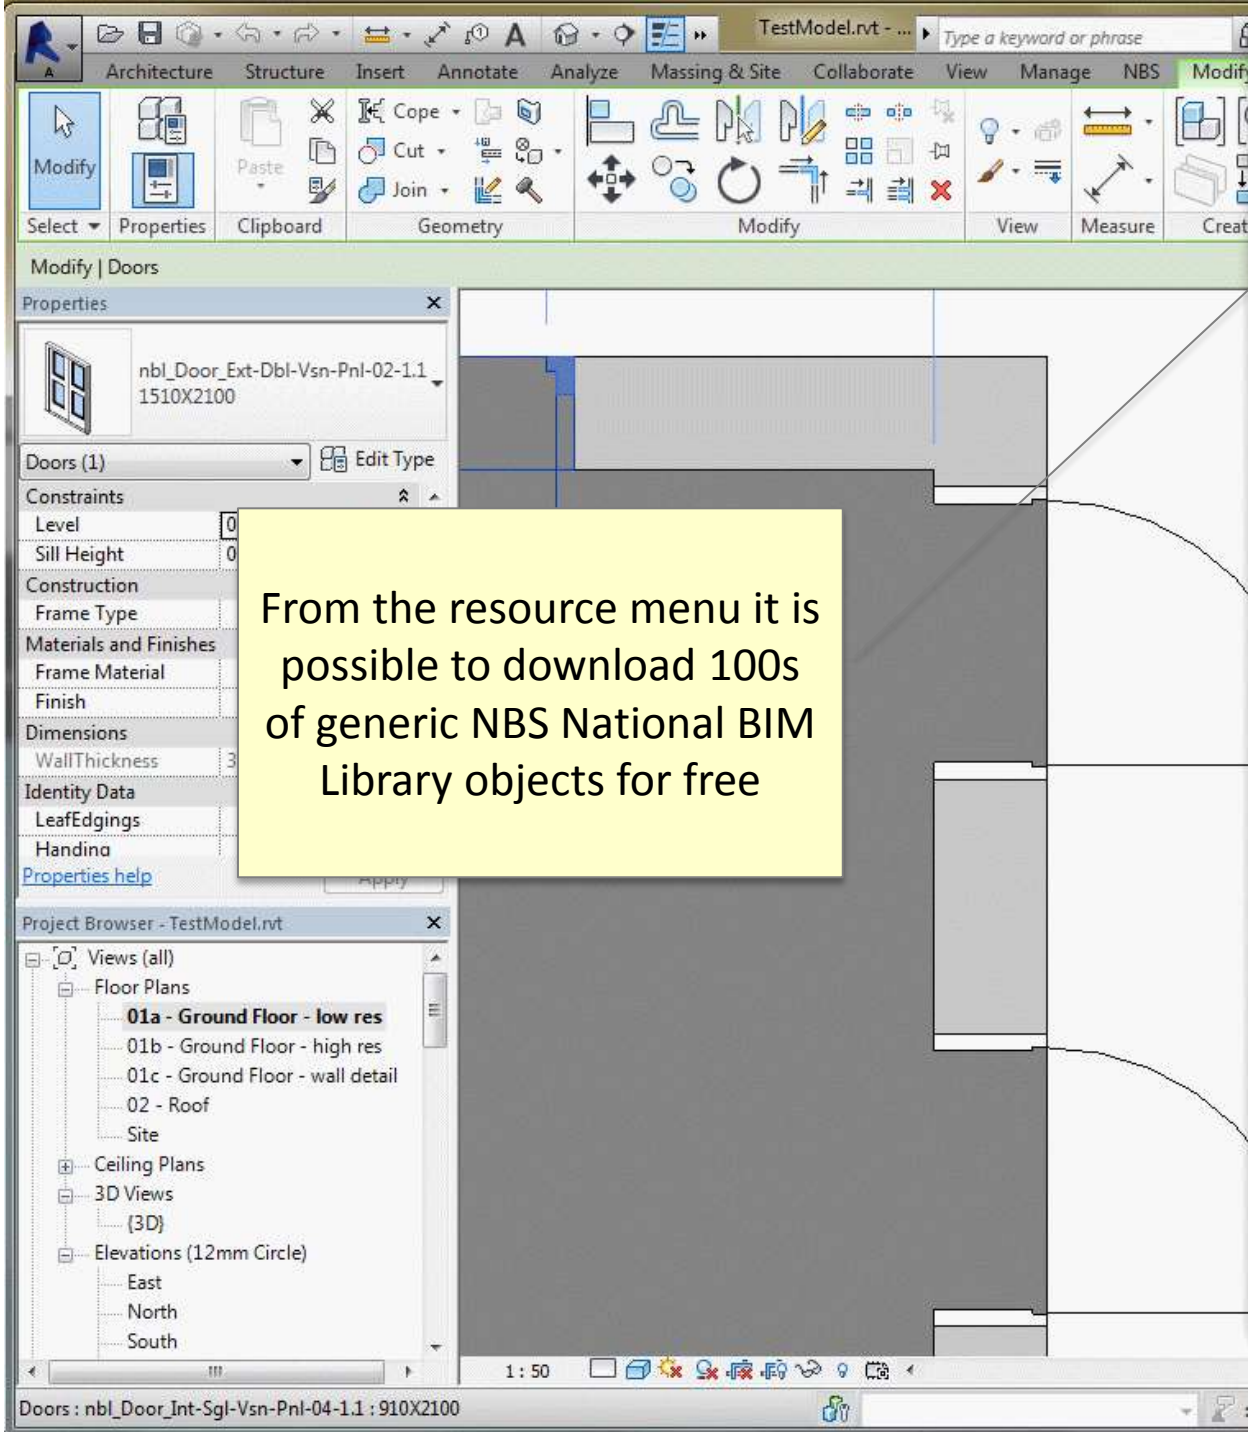 TestModel.rvt - ...
Type a keyword or phrase
A
Architecture Structure Insert Annotate Analyze Massing & Site Collaborate View Manage NBS Modify
Modify
Paste
Cope
Cut
Join
Select Properties Clipboard Geometry Modify View Measure Creat
Modify | Doors
Properties
nbl_Door_Ext-Dbl-Vsn-Pnl-02-1.1
1510X2100
Doors (1) Edit Type
Constraints
Level 0
Sill Height 0
Construction
Frame Type
Materials and Finishes
Frame Material
Finish
Dimensions
WallThickness 3
Identity Data
LeafEdgings
Handing
Properties help Apply
From the resource menu it is
possible to download 100s
of generic NBS National BIM
Library objects for free
Project Browser - TestModel.rvt
Views (all)
Floor Plans
01a - Ground Floor - low res
01b - Ground Floor - high res
01c - Ground Floor - wall detail
02 - Roof
Site
Ceiling Plans
3D Views
{3D}
Elevations (12mm Circle)
East
North
South
1 : 50
Doors : nbl_Door_Int-Sgl-Vsn-Pnl-04-1.1 : 910X2100